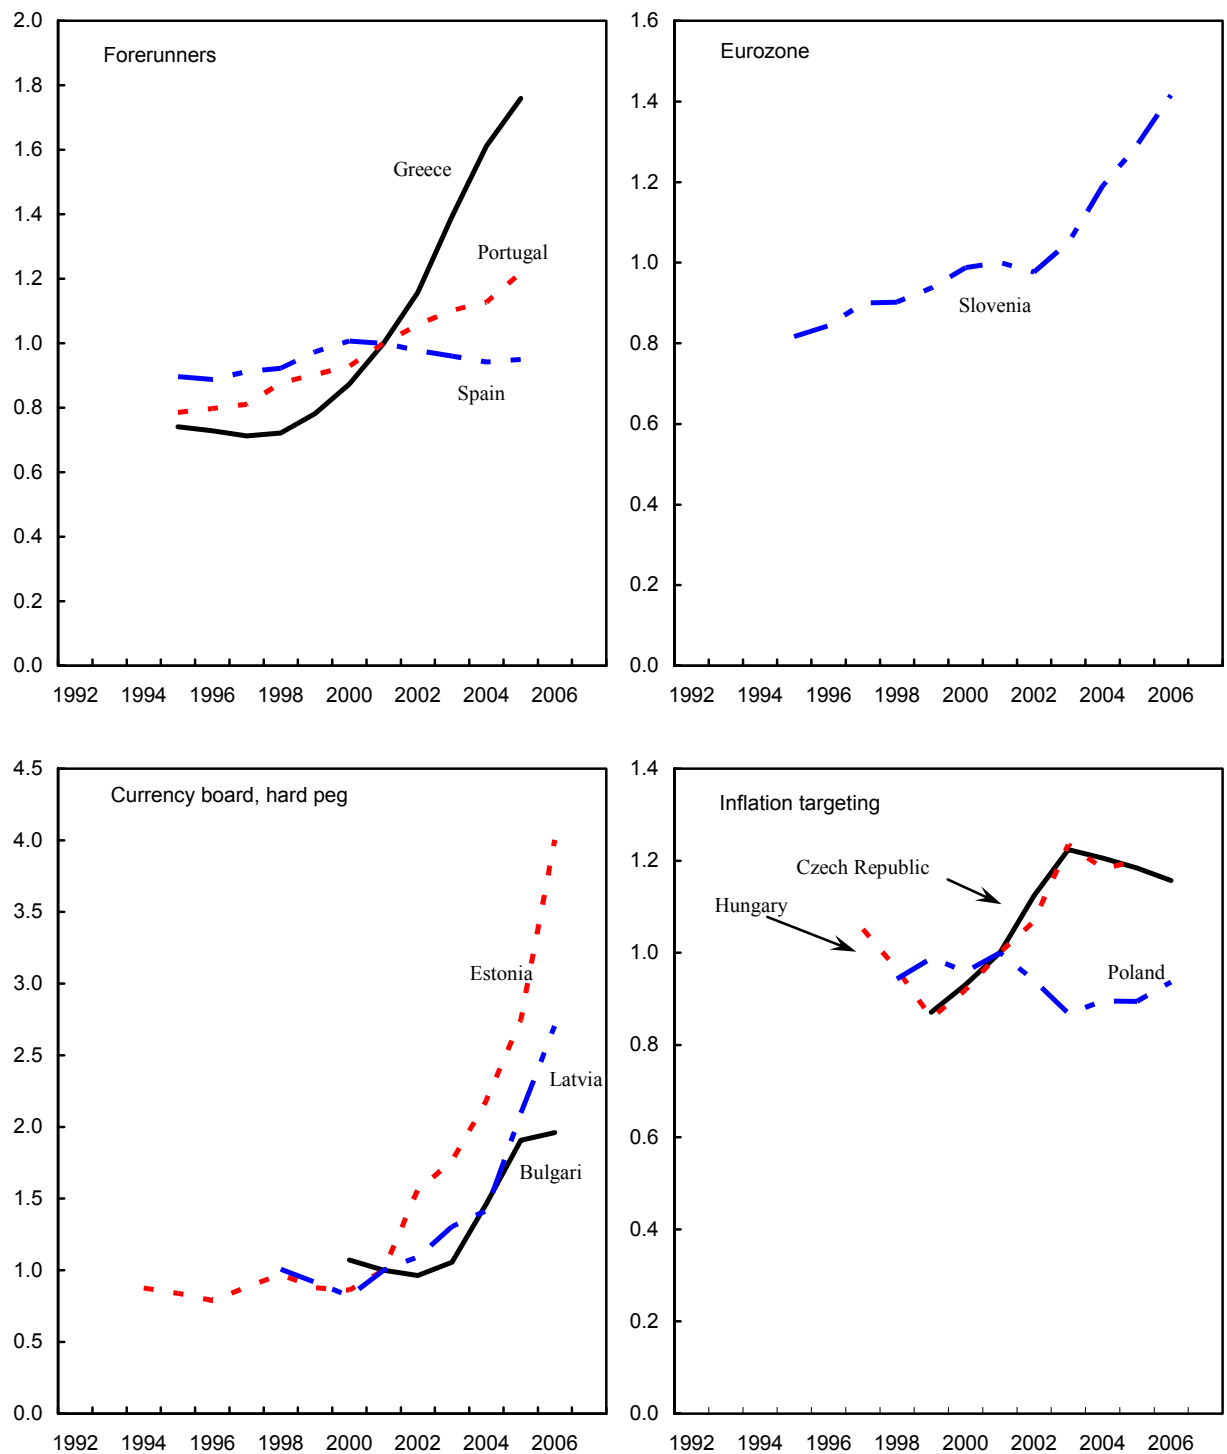 Forerunners
2.0
1.8
1.6
1.4
1.2
1.0
0.8
0.6
0.4
0.2
0.0
Greece
Portugal
Spain
1992 1994 1996 1998 2000 2002 2004 2006
Eurozone
1.6
1.4
1.2
1.0
0.8
0.6
0.4
0.2
0.0
Slovenia
1992 1994 1996 1998 2000 2002 2004 2006
Currency board, hard peg
4.5
4.0
3.5
3.0
2.5
2.0
1.5
1.0
0.5
0.0
Estonia
Latvia
Bulgari
1992 1994 1996 1998 2000 2002 2004 2006
Inflation targeting
1.4
1.2
1.0
0.8
0.6
0.4
0.2
0.0
Czech Republic
Hungary
Poland
1992 1994 1996 1998 2000 2002 2004 2006